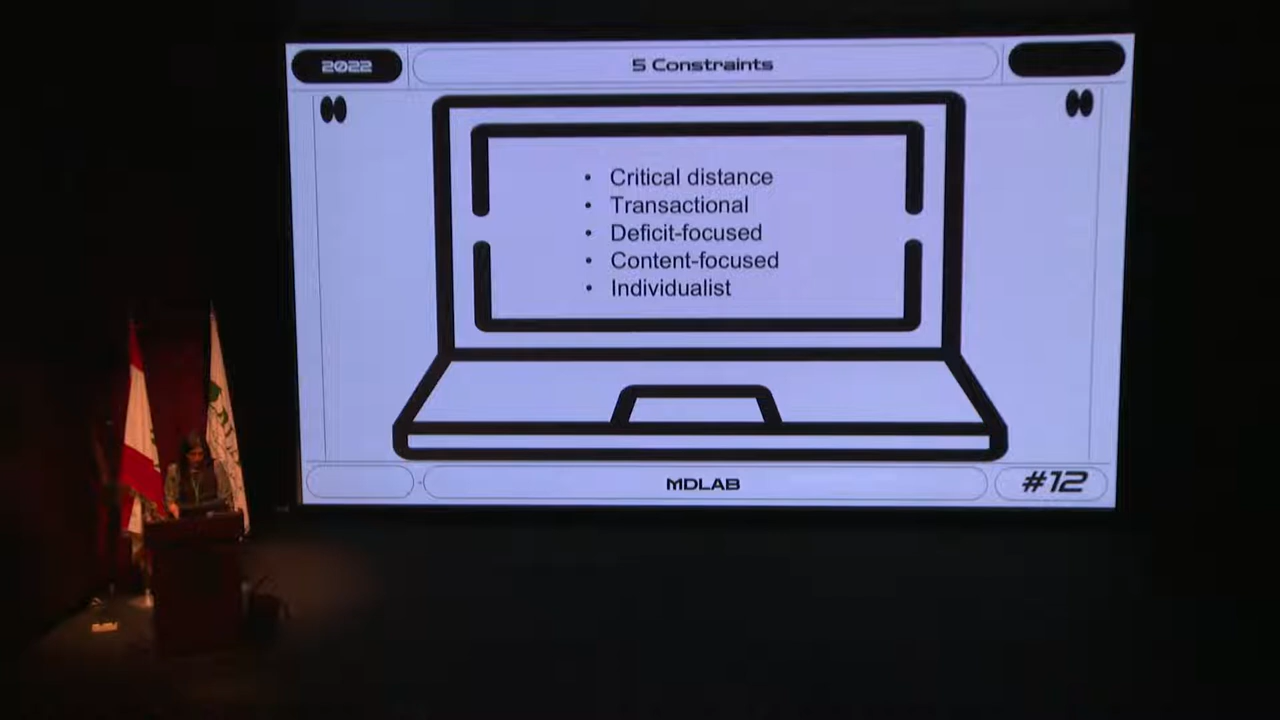 2022
5 Constraints
• Critical distance
• Transactional
• Deficit-focused
• Content-focused
• Individualist
MDLAB
#12